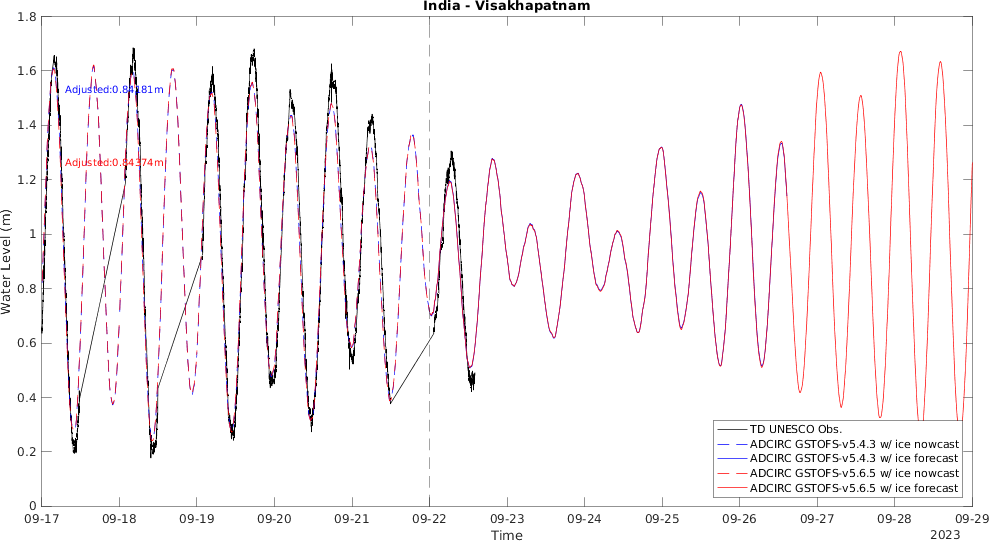 India - Visakhapatnam
Water Level (m)
1.8
1.6
1.4
1.2
1
0.8
0.6
0.4
0.2
0
Adjusted:0.84181m
Adjusted:0.84374m
TD UNESCO Obs.
ADCIRC GSTOFS-v5.4.3 w/ ice nowcast
ADCIRC GSTOFS-v5.4.3 w/ ice forecast
ADCIRC GSTOFS-v5.6.5 w/ ice nowcast
ADCIRC GSTOFS-v5.6.5 w/ ice forecast
09-17 09-18 09-19 09-20 09-21 09-22 09-23 09-24 09-25 09-26 09-27 09-28 09-29
Time
2023